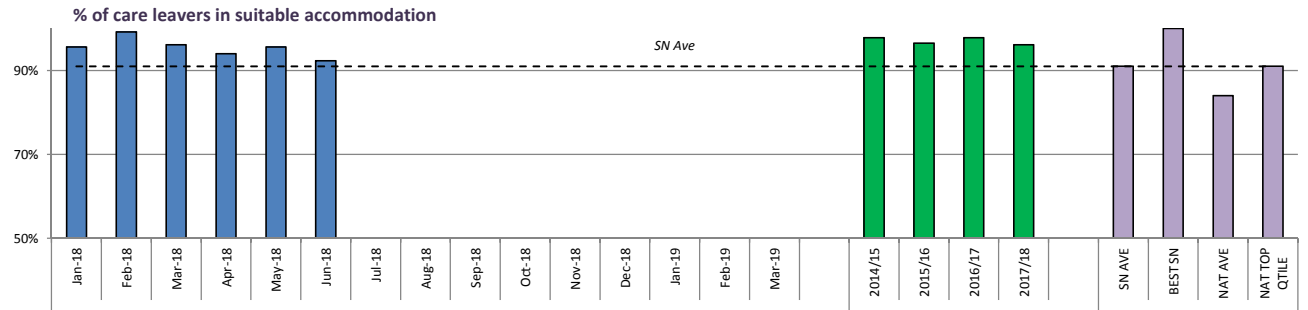 % of care leavers in suitable accommodation
SN Ave
90%
70%
50%
Jan-18
Feb-18
Mar-18
Apr-18
May-18
Jun-18
Jul-18
Aug-18
Sep-18
Oct-18
Nov-18
Dec-18
Jan-19
Feb-19
Mar-19
2014/15
2015/16
2016/17
2017/18
SN AVE
BEST SN
NAT AVE
NAT TOP
QTILE